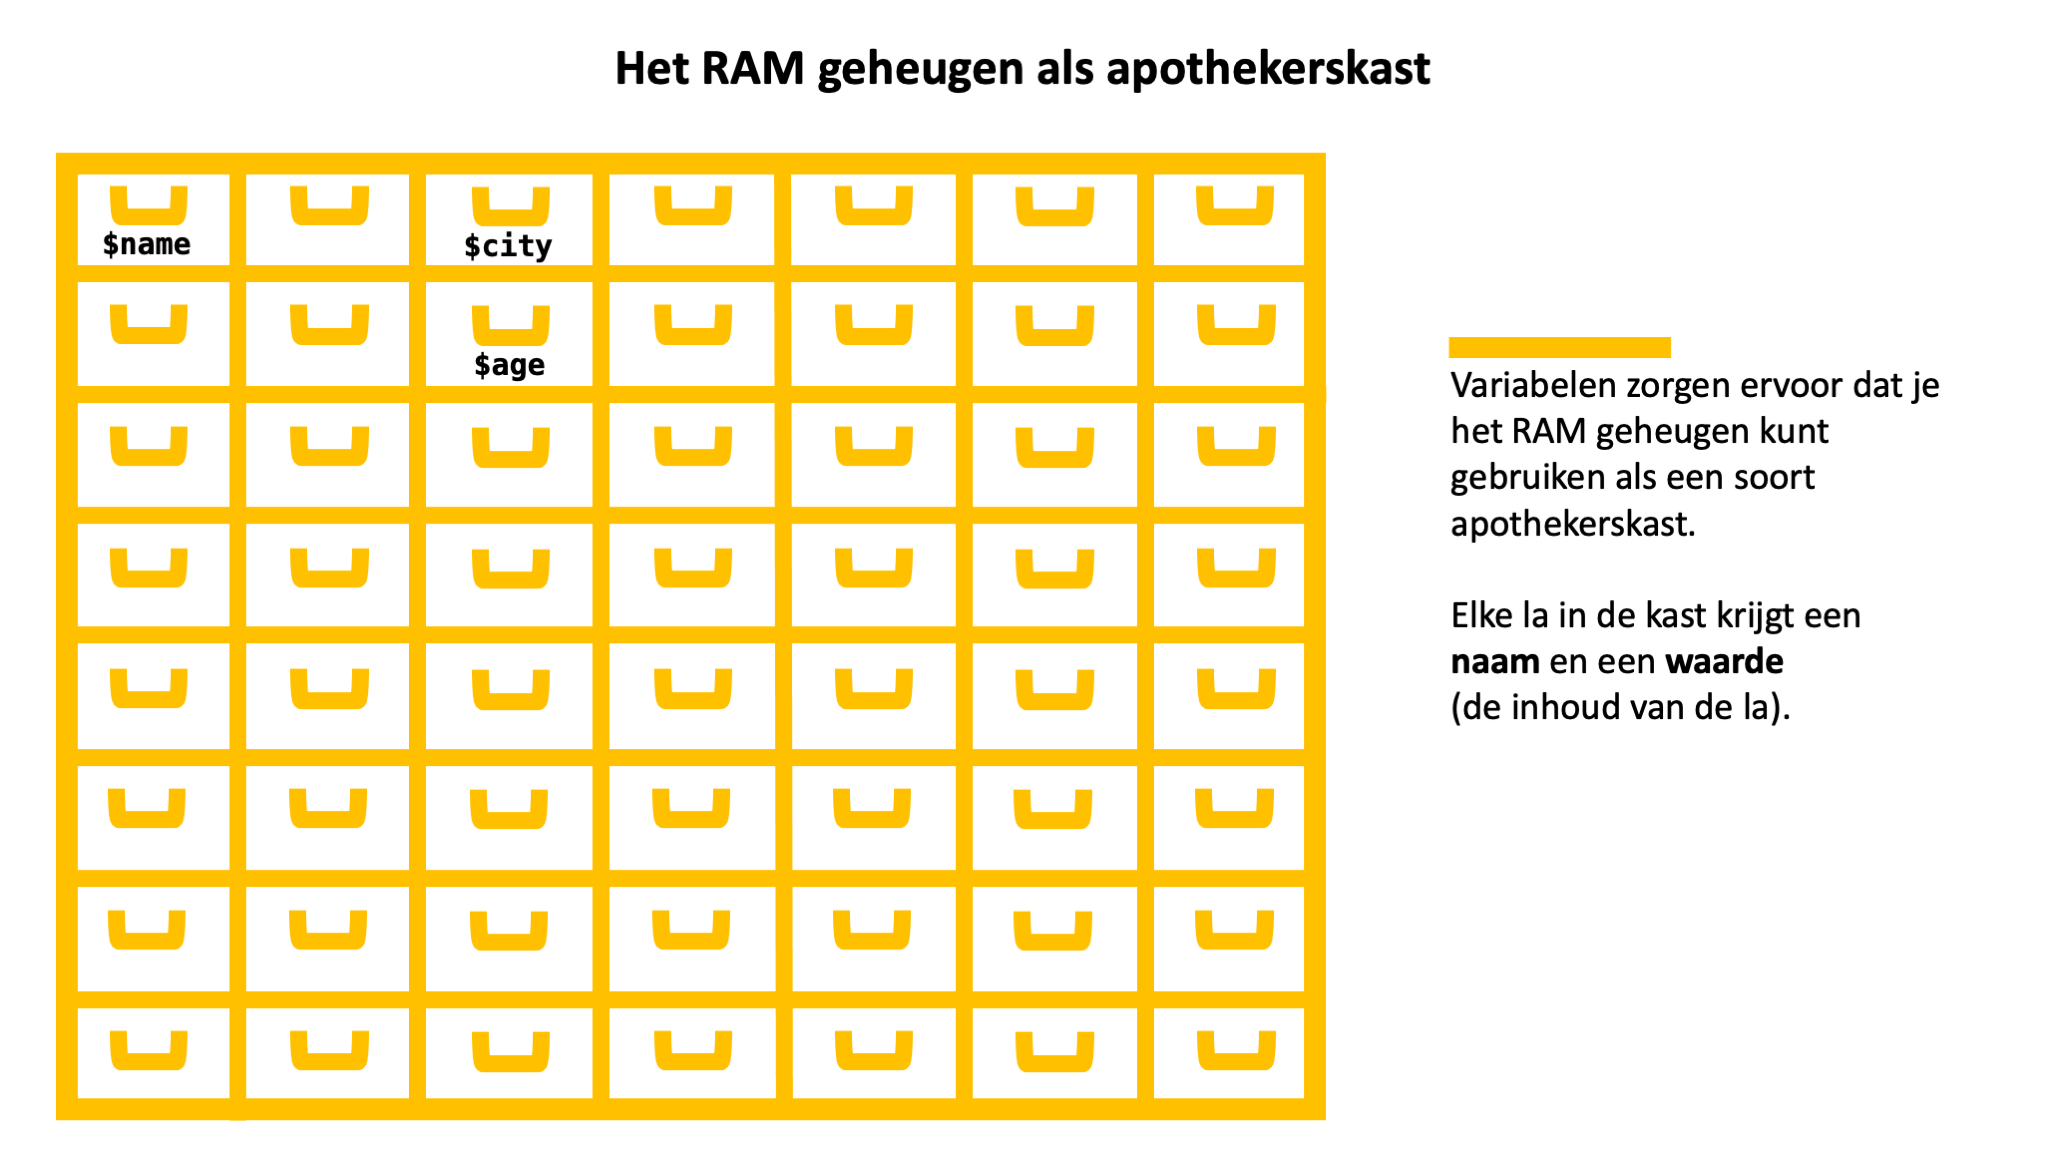 Het RAM geheugen als apothekerskast
$name
$city
$age
Variabelen zorgen ervoor dat je
het RAM geheugen kunt
gebruiken als een soort
apothekerskast.
Elke la in de kast krijgt een
naam en een waarde
(de inhoud van de la).